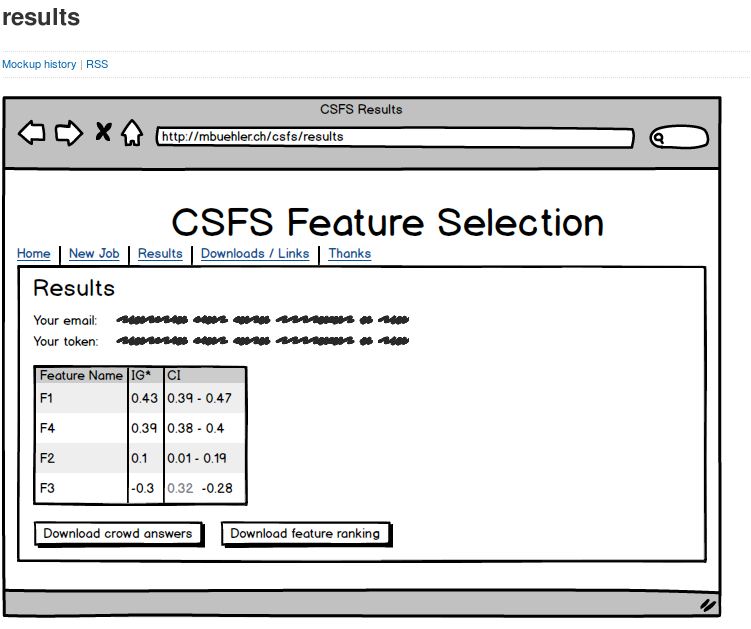 results
Mockup history | RSS
CSFS Results
http://mbuehler.ch/csfs/results
CSFS Feature Selection
Home | New Job | Results | Downloads / Links | Thanks
Results
Your email:
Your token:
Feature Name IG* CI
F1 0.43 0.39 - 0.47
F4 0.39 0.38 - 0.4
F2 0.1 0.01 - 0.19
F3 -0.3 0.32 -0.28
Download crowd answers Download feature ranking